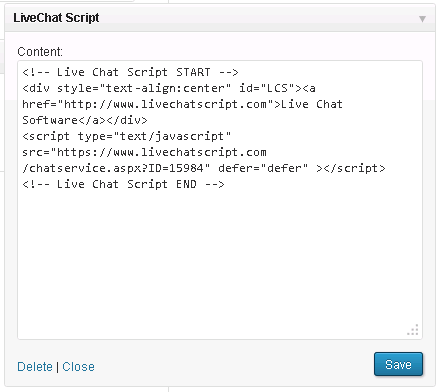 LiveChat Script
Content:
<!-- Live Chat Script START -->
<div style="text-align:center" id="LCS"><a
href="http://www.livechatscript.com">Live Chat
Software</a></div>
<script type="text/javascript"
src="https://www.livechatscript.com
/chatservice.aspx?ID=15984" defer="defer" ></script>
<!-- Live Chat Script END -->
Delete | Close
Save